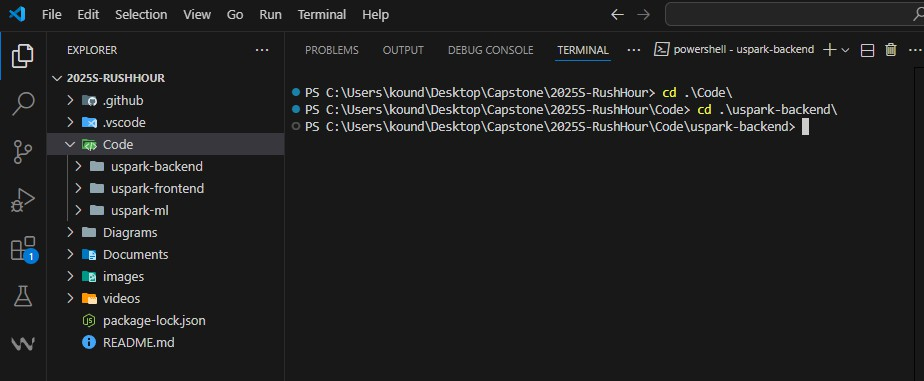 File Edit Selection View Go Run Terminal Help
EXPLORER
2025S-RUSHHOUR
.github
.vscode
Code
uspark-backend
uspark-frontend
uspark-ml
Diagrams
Documents
images
videos
package-lock.json
README.md
1
PROBLEMS OUTPUT DEBUG CONSOLE TERMINAL ··· powershell - uspark-backend
PS C:\Users\kound\Desktop\Capstone\2025S-RushHour> cd .\Code\
PS C:\Users\kound\Desktop\Capstone\2025S-RushHour\Code> cd .\uspark-backend\
PS C:\Users\kound\Desktop\Capstone\2025S-RushHour\Code\uspark-backend>